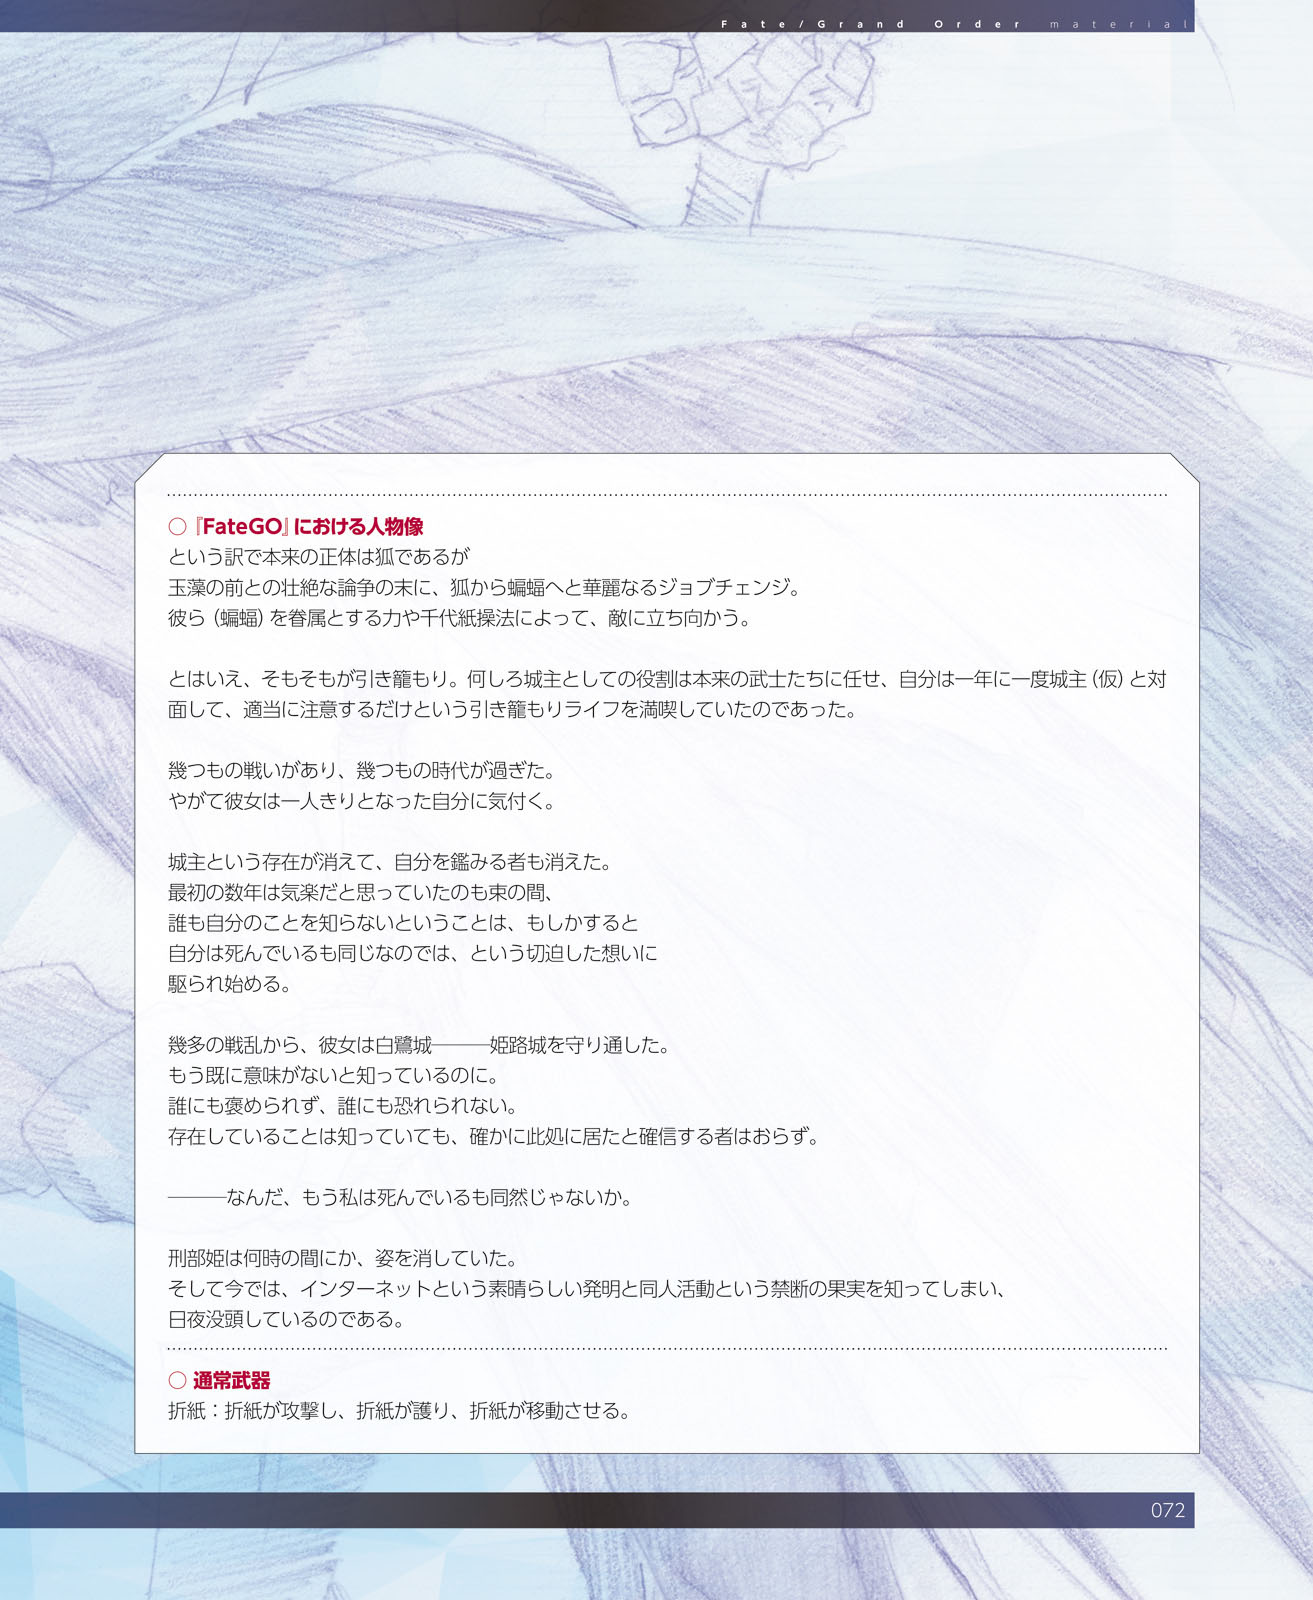 Fate/Grand Order material
○『FateGO』における人物像
という訳で本来の正体は狐であるが
玉藻の前との壮絶な論争の末に、狐から蝙蝠へと華麗なるジョブチェンジ。
彼ら（蝙蝠）を眷属とする力や千代紙操法によって、敵に立ち向かう。
とはいえ、そもそもが引き籠もり。何しろ城主としての役割は本来の武士たちに任せ、自分は一年に一度城主（仮）と対
面して、適当に注意するだけという引き籠もりライフを満喫していたのであった。
幾つもの戦いがあり、幾つもの時代が過ぎた。
やがて彼女は一人きりとなった自分に気付く。
城主という存在が消えて、自分を鑑みる者も消えた。
最初の数年は気楽だと思っていたのも束の間、
誰も自分のことを知らないということは、もしかすると
自分は死んでいるも同じなのでは、という切迫した想いに
駆られ始める。
幾多の戦乱から、彼女は白鷺城―――姫路城を守り通した。
もう既に意味がないと知っているのに。
誰にも褒められず、誰にも恐れられない。
存在していることは知っていても、確かに此処に居たと確信する者はおらず。
―――なんだ、もう私は死んでいるも同然じゃないか。
刑部姫は何時の間にか、姿を消していた。
そして今では、インターネットという素晴らしい発明と同人活動という禁断の果実を知ってしまい、
日夜没頭しているのである。
○ 通常武器
折紙：折紙が攻撃し、折紙が護り、折紙が移動させる。
072